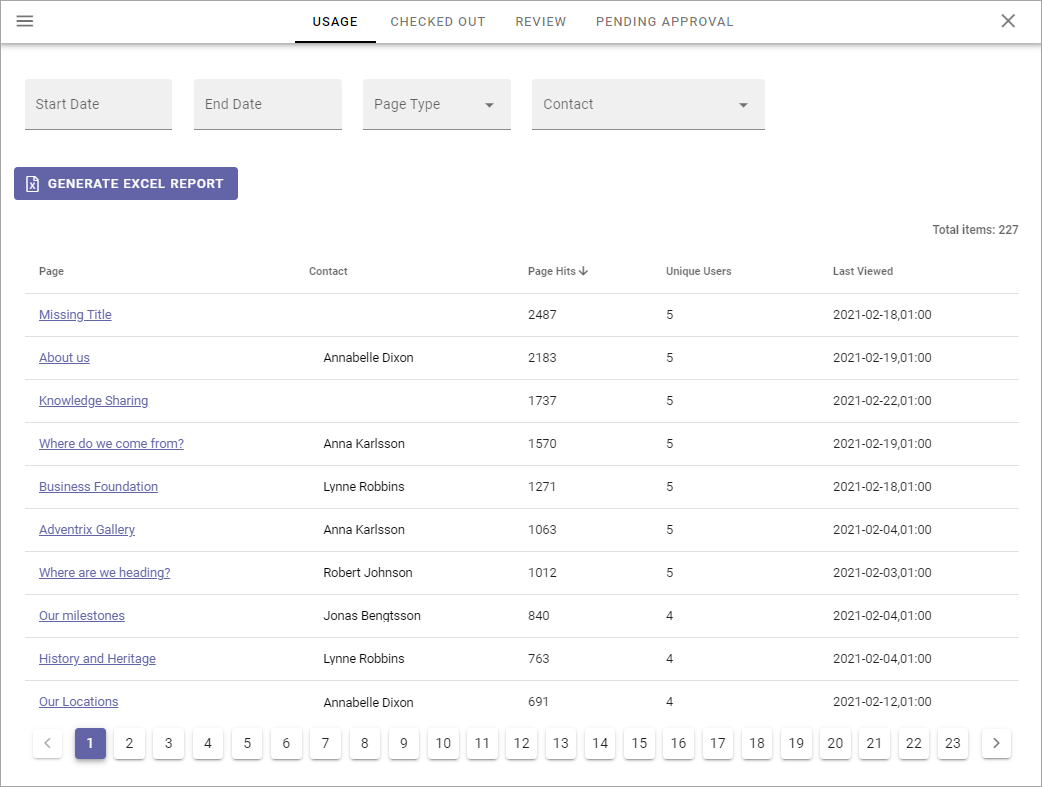 USAGE CHECKED OUT REVIEW PENDING APPROVAL
Start Date End Date Page Type Contact
GENERATE EXCEL REPORT
Total items: 227
Page Contact Page Hits Unique Users Last Viewed
Missing Title 2487 5 2021-02-18,01:00
About us Annabelle Dixon 2183 5 2021-02-19,01:00
Knowledge Sharing 1737 5 2021-02-22,01:00
Where do we come from? Anna Karlsson 1570 5 2021-02-19,01:00
Business Foundation Lynne Robbins 1271 5 2021-02-18,01:00
Adventrix Gallery Anna Karlsson 1063 5 2021-02-04,01:00
Where are we heading? Robert Johnson 1012 5 2021-02-03,01:00
Our milestones Jonas Bengtsson 840 4 2021-02-04,01:00
History and Heritage Lynne Robbins 763 4 2021-02-04,01:00
Our Locations Annabelle Dixon 691 4 2021-02-12,01:00
1 2 3 4 5 6 7 8 9 10 11 12 13 14 15 16 17 18 19 20 21 22 23